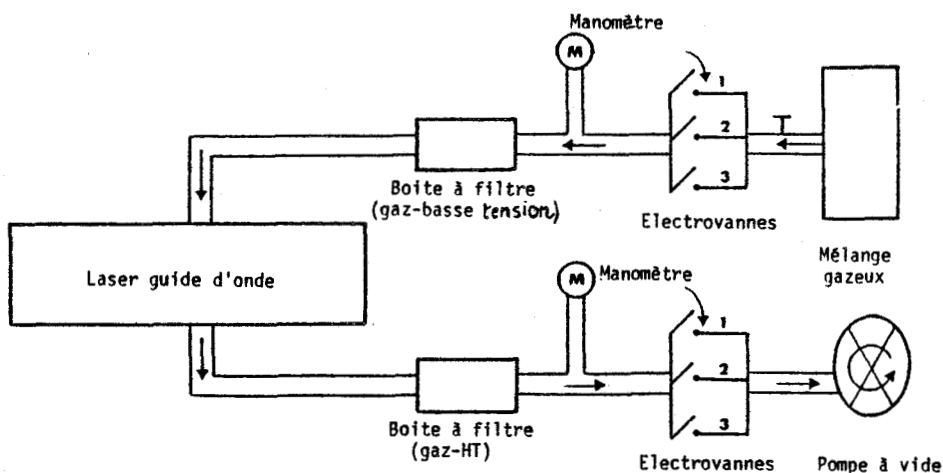 Manomètre
M
1
2
3
T
Boite à filtre
(gaz-basse tension)
Electrovannes
Mélange
gazeux
Laser guide d'onde
M
Manomètre
1
2
3
Boite à filtre
(gaz-HT)
Electrovannes
Pompe à vide